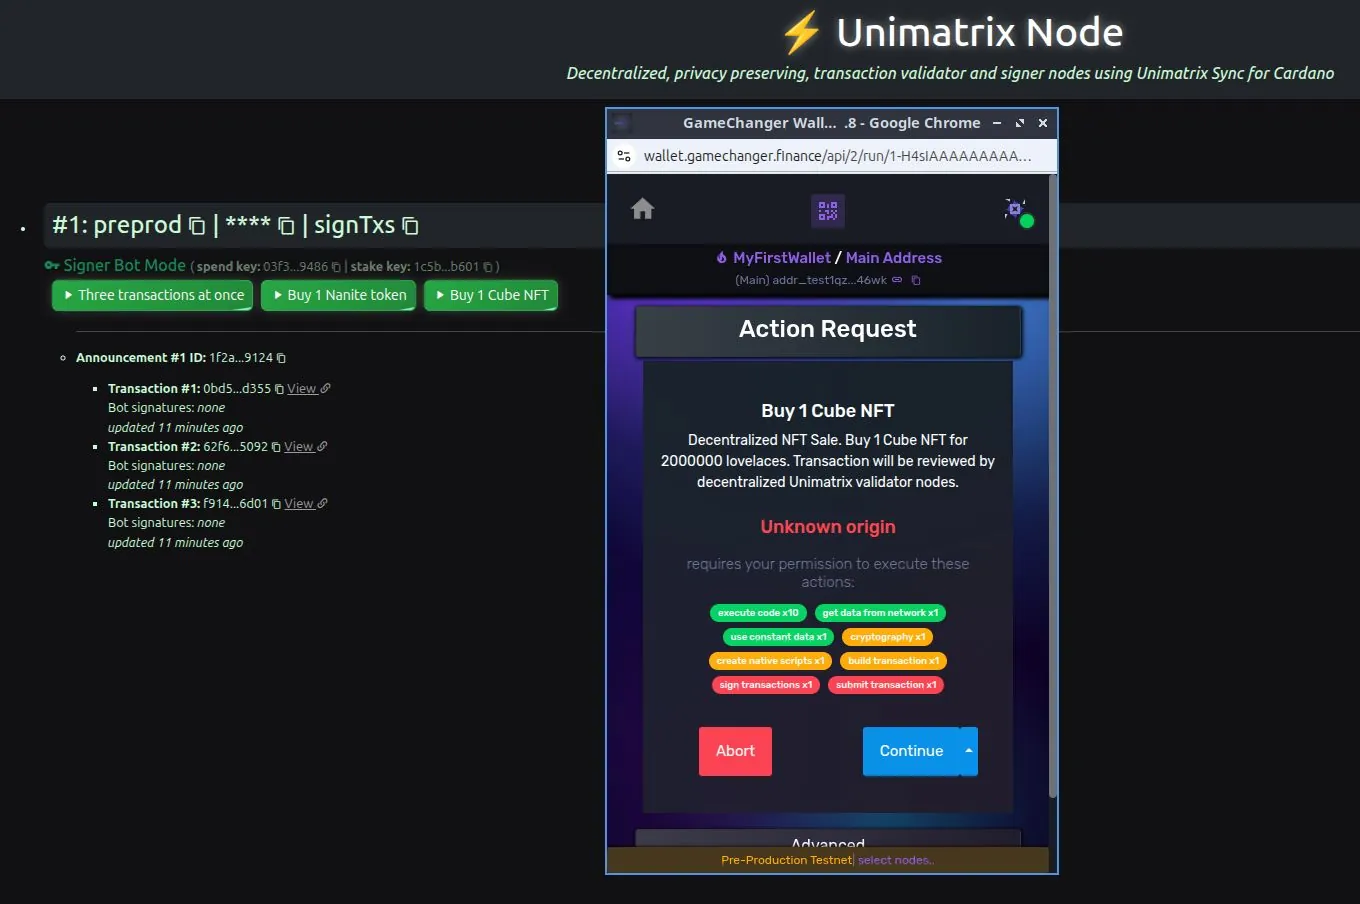 ⚡ Unimatrix Node
Decentralized, privacy preserving, transaction validator and signer nodes using Unimatrix Sync for Cardano
#1: preprod | **** | signTxs
Signer Bot Mode ( spend key: 03f3...9486 | stake key: 1c5b...b601 )
Three transactions at once
Buy 1 Nanite token
Buy 1 Cube NFT
Announcement #1 ID: 1f2a...9124
Transaction #1: 0bd5...d355 View
Bot signatures: none
updated 11 minutes ago
Transaction #2: 62f6...5092 View
Bot signatures: none
updated 11 minutes ago
Transaction #3: f914...6d01 View
Bot signatures: none
updated 11 minutes ago
GameChanger Wall... .8 - Google Chrome
wallet.gamechanger.finance/api/2/run/1-H4sIAAAAAAAAA...
MyFirstWallet / Main Address
(Main) addr_test1qz...46wk
Action Request
Buy 1 Cube NFT
Decentralized NFT Sale. Buy 1 Cube NFT for
2000000 lovelaces. Transaction will be reviewed by
decentralized Unimatrix validator nodes.
Unknown origin
requires your permission to execute these
actions:
execute code x10 get data from network x1
use constant data x1 cryptography x1
create native scripts x1 build transaction x1
sign transactions x1 submit transaction x1
Abort
Continue
Advanced
Pre-Production Testnet| select nodes..